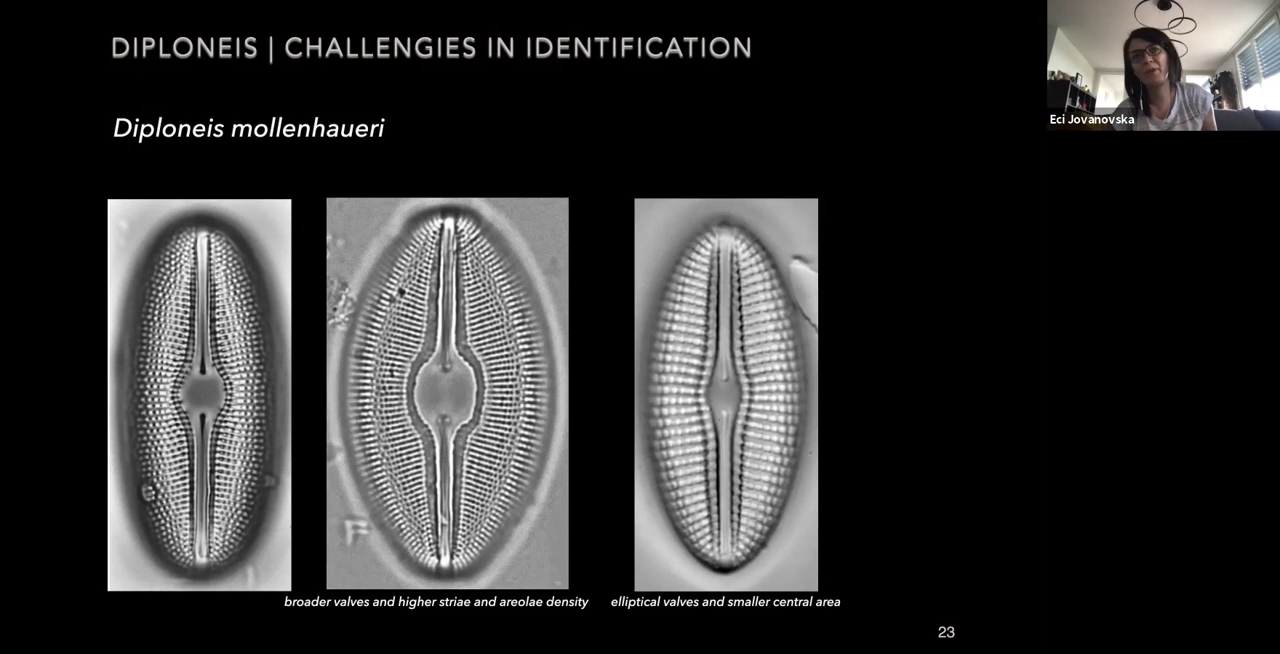 DIPLONEIS | CHALLENGIES IN IDENTIFICATION
Eci Jovanovska
Diploneis mollenhaueri
broader valves and higher striae and areolae density
elliptical valves and smaller central area
23